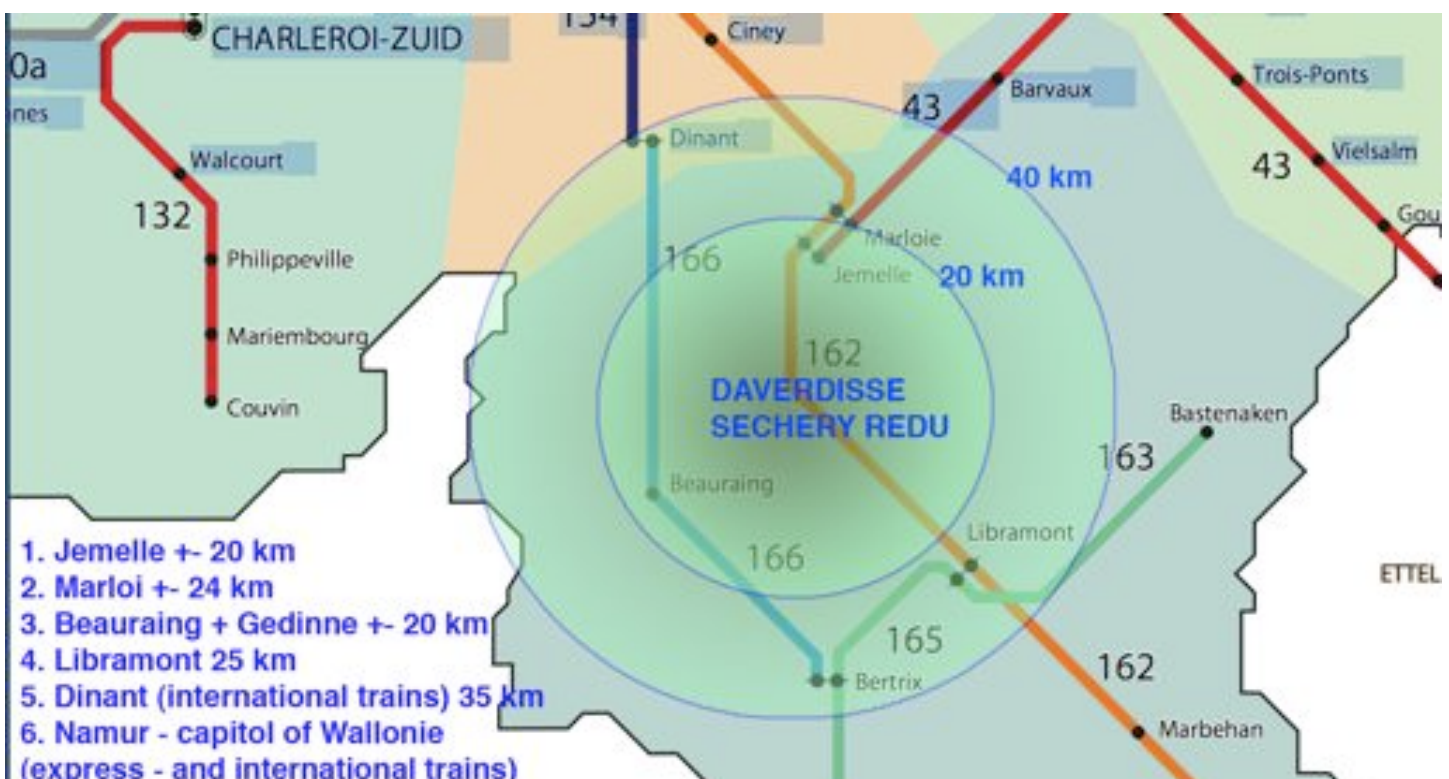 154
Ciney
CHARLEROI-ZUID
0a
Trois-Ponts
Barvaux
43
nes
Dinant
Walcourt
Vielsalm
43
40 km
132
Gou
Marloie
166
Philippeville
Jemelle
20 km
Mariembourg
162
DAVERDISSE
SECHERY REDU
Couvin
Bastenaken
163
Beauraing
Libramont
1. Jemelle +- 20 km
166
ETTEL
2. Marloi +- 24 km
3. Beauraing + Gedinne +- 20 km
165
4. Libramont 25 km
162
Bertrix
5. Dinant (international trains) 35 km
6. Namur - capitol of Wallonie
Marbehan
(express - and international trains)